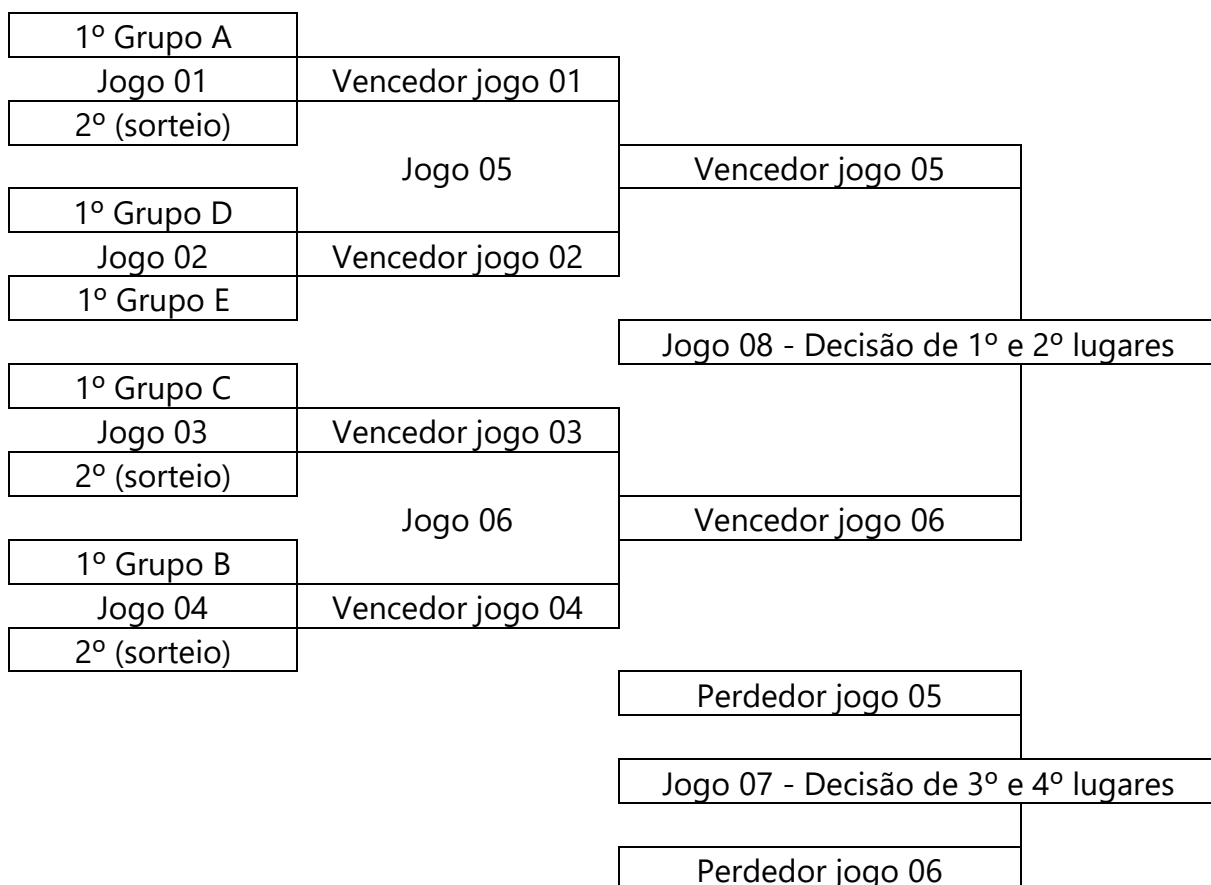 1º Grupo A
Jogo 01 Vencedor jogo 01
2º (sorteio)
Jogo 05 Vencedor jogo 05
1º Grupo D
Jogo 02 Vencedor jogo 02
1º Grupo E
Jogo 08 - Decisão de 1º e 2º lugares
1º Grupo C
Jogo 03 Vencedor jogo 03
2º (sorteio)
Jogo 06 Vencedor jogo 06
1º Grupo B
Jogo 04 Vencedor jogo 04
2º (sorteio)
Perdedor jogo 05
Jogo 07 - Decisão de 3º e 4º lugares
Perdedor jogo 06